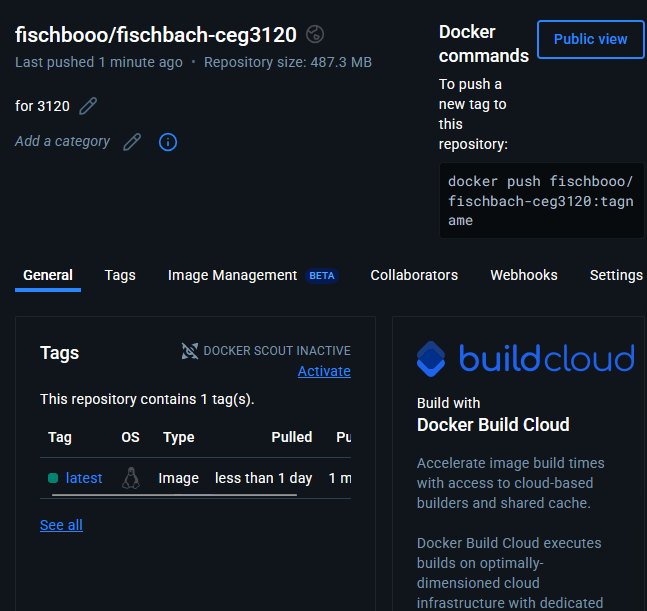 fischbooo/fischbach-ceg3120
Last pushed 1 minute ago • Repository size: 487.3 MB
for 3120
Add a category
Docker
commands
Public view
To push a
new tag to
this
repository:
docker push fischbooo/
fischbach-ceg3120:tagn
ame
General Tags Image Management BETA Collaborators Webhooks Settings
Tags
DOCKER SCOUT INACTIVE
Activate
This repository contains 1 tag(s).
Tag OS Type Pulled Pu
latest Image less than 1 day 1 m
See all
buildcloud
Build with
Docker Build Cloud
Accelerate image build times
with access to cloud-based
builders and shared cache.
Docker Build Cloud executes
builds on optimally-
dimensioned cloud
infrastructure with dedicated